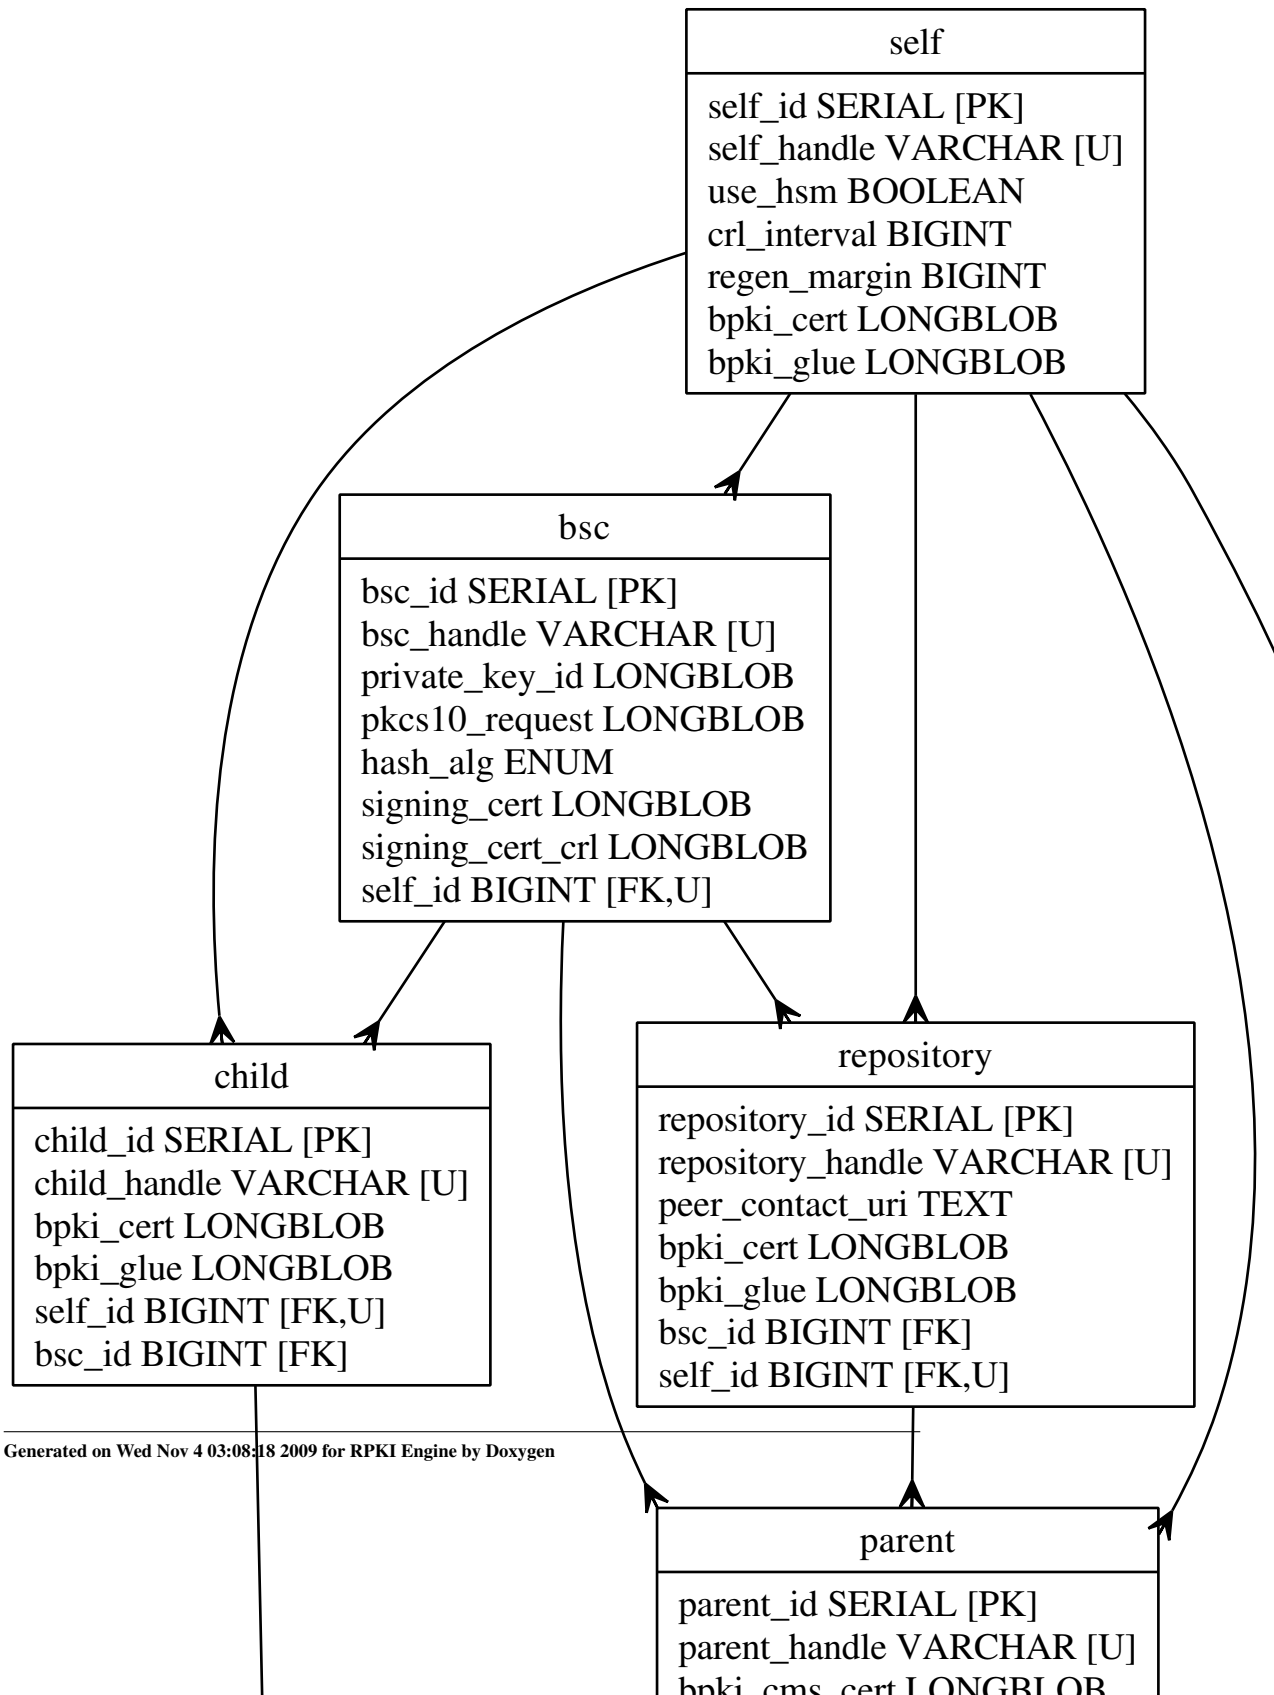 self
self_id SERIAL [PK]
self_handle VARCHAR [U]
use_hsm BOOLEAN
crl_interval BIGINT
regen_margin BIGINT
bpki_cert LONGBLOB
bpki_glue LONGBLOB
bsc
bsc_id SERIAL [PK]
bsc_handle VARCHAR [U]
private_key_id LONGBLOB
pkcs10_request LONGBLOB
hash_alg ENUM
signing_cert LONGBLOB
signing_cert_crl LONGBLOB
self_id BIGINT [FK,U]
child
child_id SERIAL [PK]
child_handle VARCHAR [U]
bpki_cert LONGBLOB
bpki_glue LONGBLOB
self_id BIGINT [FK,U]
bsc_id BIGINT [FK]
repository
repository_id SERIAL [PK]
repository_handle VARCHAR [U]
peer_contact_uri TEXT
bpki_cert LONGBLOB
bpki_glue LONGBLOB
bsc_id BIGINT [FK]
self_id BIGINT [FK,U]
Generated on Wed Nov 4 03:08:18 2009 for RPKI Engine by Doxygen
parent
parent_id SERIAL [PK]
parent_handle VARCHAR [U]
bpki_cms_cert LONGBLOB